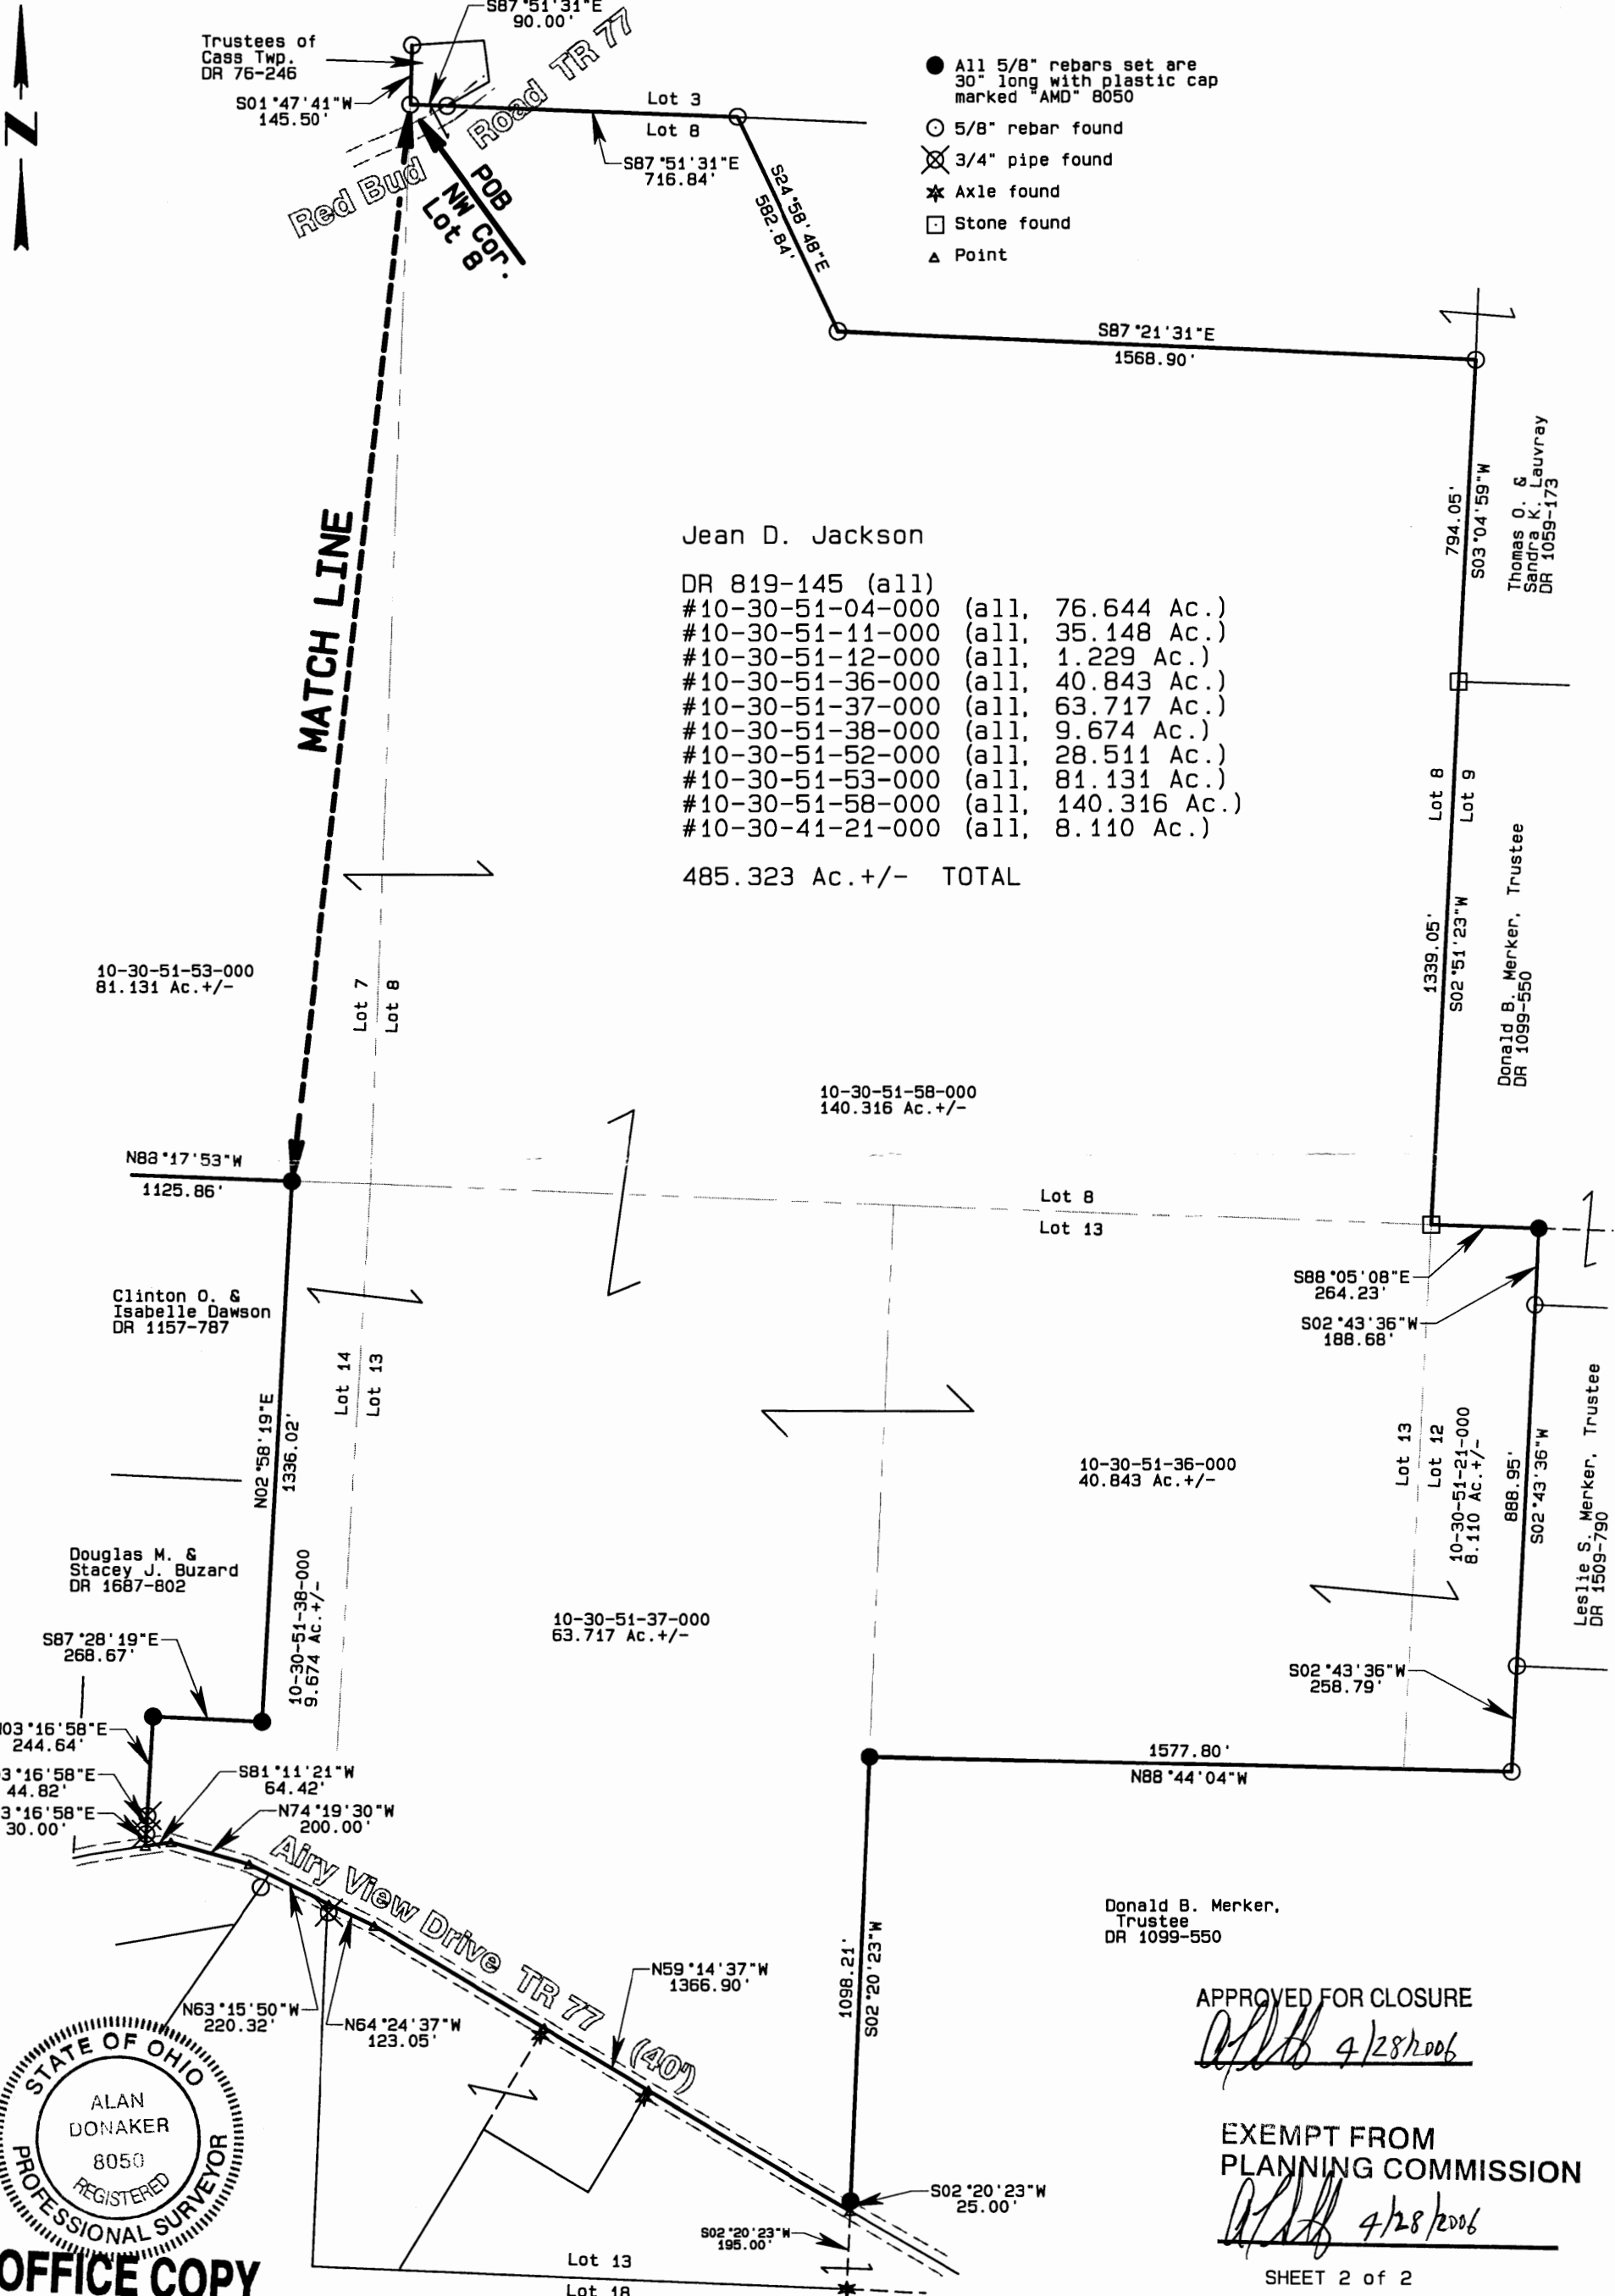 S87°51'31"E
90.00'
Trustees of
Cass Twp.
DR 76-246
S01°47'41"W
145.50'
Red Bud Road TR 77
Lot 3
Lot 8
S87°51'31"E
716.84'
POB
NW Cor.
Lot 8
S24°58'48"E
582.84'
N
All 5/8" rebars set are
30" long with plastic cap
marked "AMD" 8050
5/8" rebar found
3/4" pipe found
Axle found
Stone found
Point
S87°21'31"E
1568.90'
794.05'
S03°04'59"W
Thomas O. &
Sandra K. Lauvray
DR 1059-173
MATCH LINE
Jean D. Jackson
DR 819-145 (all)
#10-30-51-04-000 (all, 76.644 Ac.)
#10-30-51-11-000 (all, 35.148 Ac.)
#10-30-51-12-000 (all, 1.229 Ac.)
#10-30-51-36-000 (all, 40.843 Ac.)
#10-30-51-37-000 (all, 63.717 Ac.)
#10-30-51-38-000 (all, 9.674 Ac.)
#10-30-51-52-000 (all, 28.511 Ac.)
#10-30-51-53-000 (all, 81.131 Ac.)
#10-30-51-58-000 (all, 140.316 Ac.)
#10-30-41-21-000 (all, 8.110 Ac.)
485.323 Ac.+/- TOTAL
Lot 8
Lot 9
1339.05'
S02°51'23"W
Donald B. Merker, Trustee
DR 1099-550
10-30-51-53-000
81.131 Ac.+/-
Lot 7
Lot 8
10-30-51-58-000
140.316 Ac.+/-
N88°17'53"W
1125.86'
Lot 8
Lot 13
S88°05'08"E
264.23'
S02°43'36"W
188.68'
Clinton O. &
Isabelle Dawson
DR 1157-787
Lot 14
Lot 13
N02°58'19"E
1336.02'
10-30-51-36-000
40.843 Ac.+/-
Lot 13
Lot 12
10-30-51-21-000
8.110 Ac.+/-
888.95'
S02°43'36"W
Leslie S. Merker, Trustee
DR 1509-790
Douglas M. &
Stacey J. Buzard
DR 1687-802
10-30-51-38-000
9.674 Ac.+/-
10-30-51-37-000
63.717 Ac.+/-
S87°28'19"E
268.67'
S02°43'36"W
258.79'
03°16'58"E
244.64'
3°16'58"E
44.82'
3°16'58"E
30.00'
S81°11'21"W
64.42'
N74°19'30"W
200.00'
1577.80'
N88°44'04"W
Airy View Drive TR 77 (40')
N63°15'50"W
220.32'
N64°24'37"W
123.05'
N59°14'37"W
1366.90'
1098.21'
S02°20'23"W
Donald B. Merker,
Trustee
DR 1099-550
APPROVED FOR CLOSURE
4/28/2006
STATE OF OHIO
ALAN
DONAKER
8050
REGISTERED
PROFESSIONAL SURVEYOR
EXEMPT FROM
PLANNING COMMISSION
4/28/2006
S02°20'23"W
25.00'
S02°20'23"W
195.00'
OFFICE COPY
Lot 13
Lot 18
SHEET 2 of 2